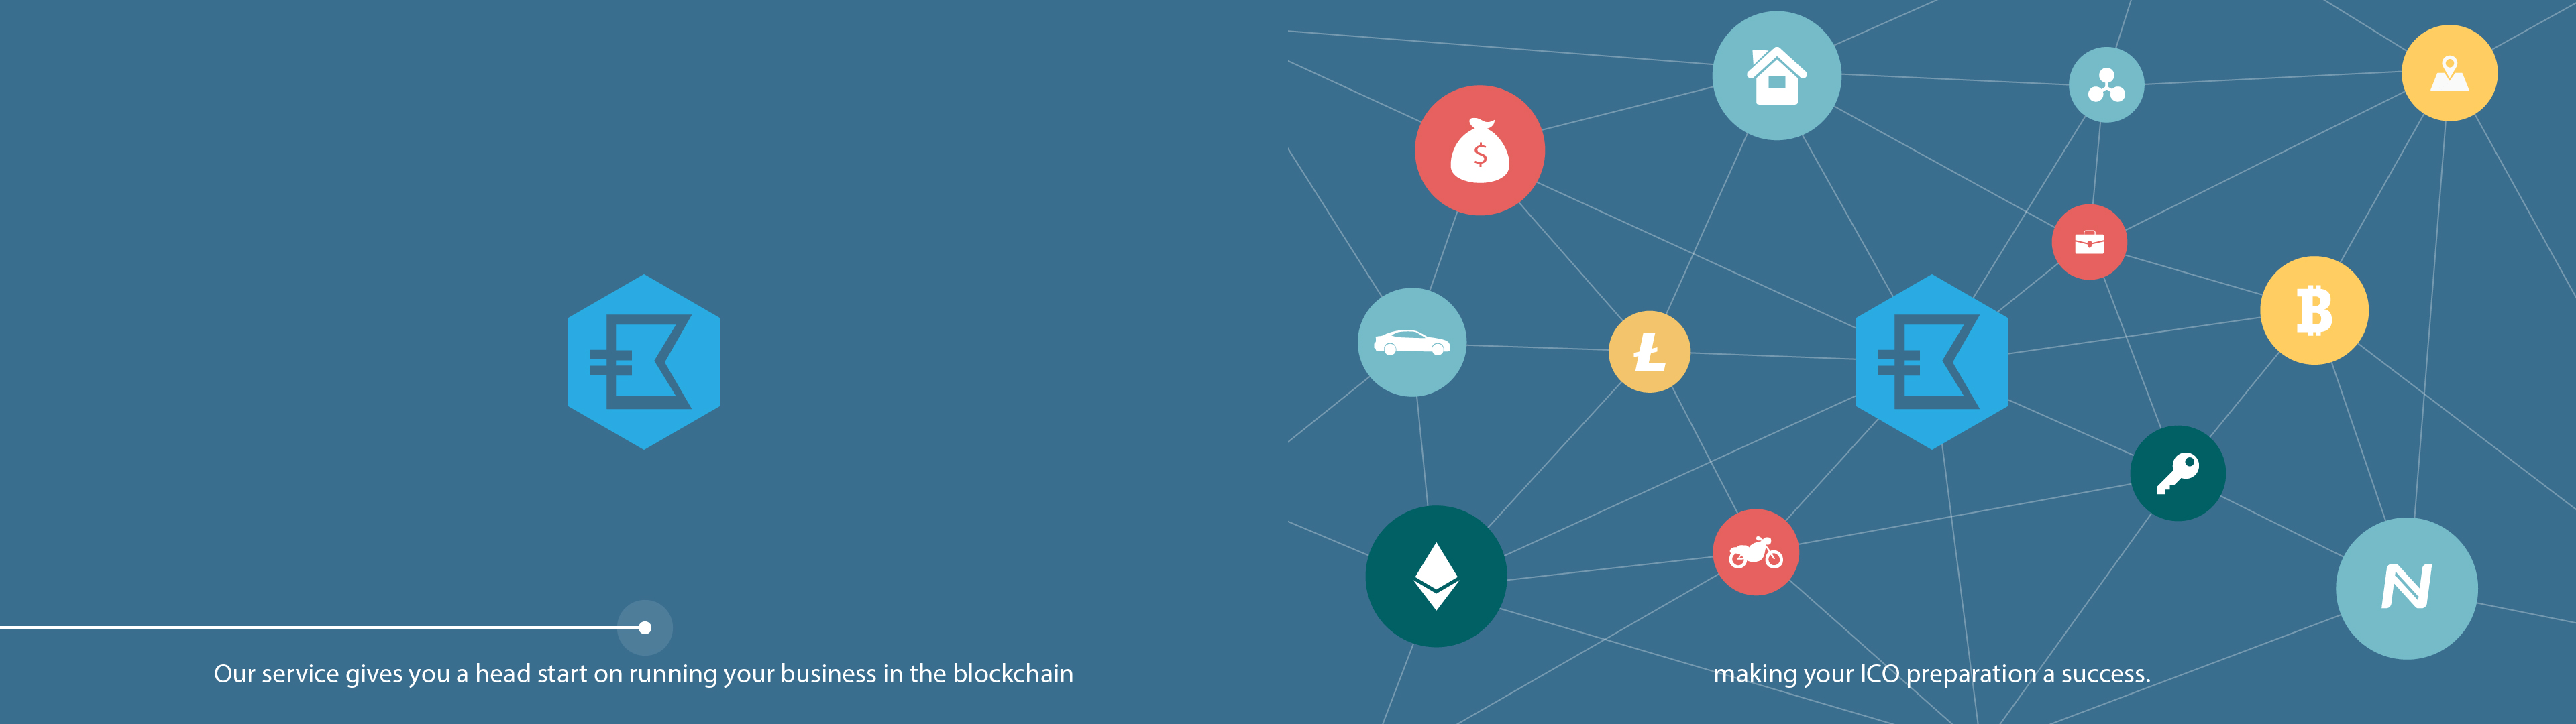 $
Our service gives you a head start on running your business in the blockchain
making your ICO preparation a success.